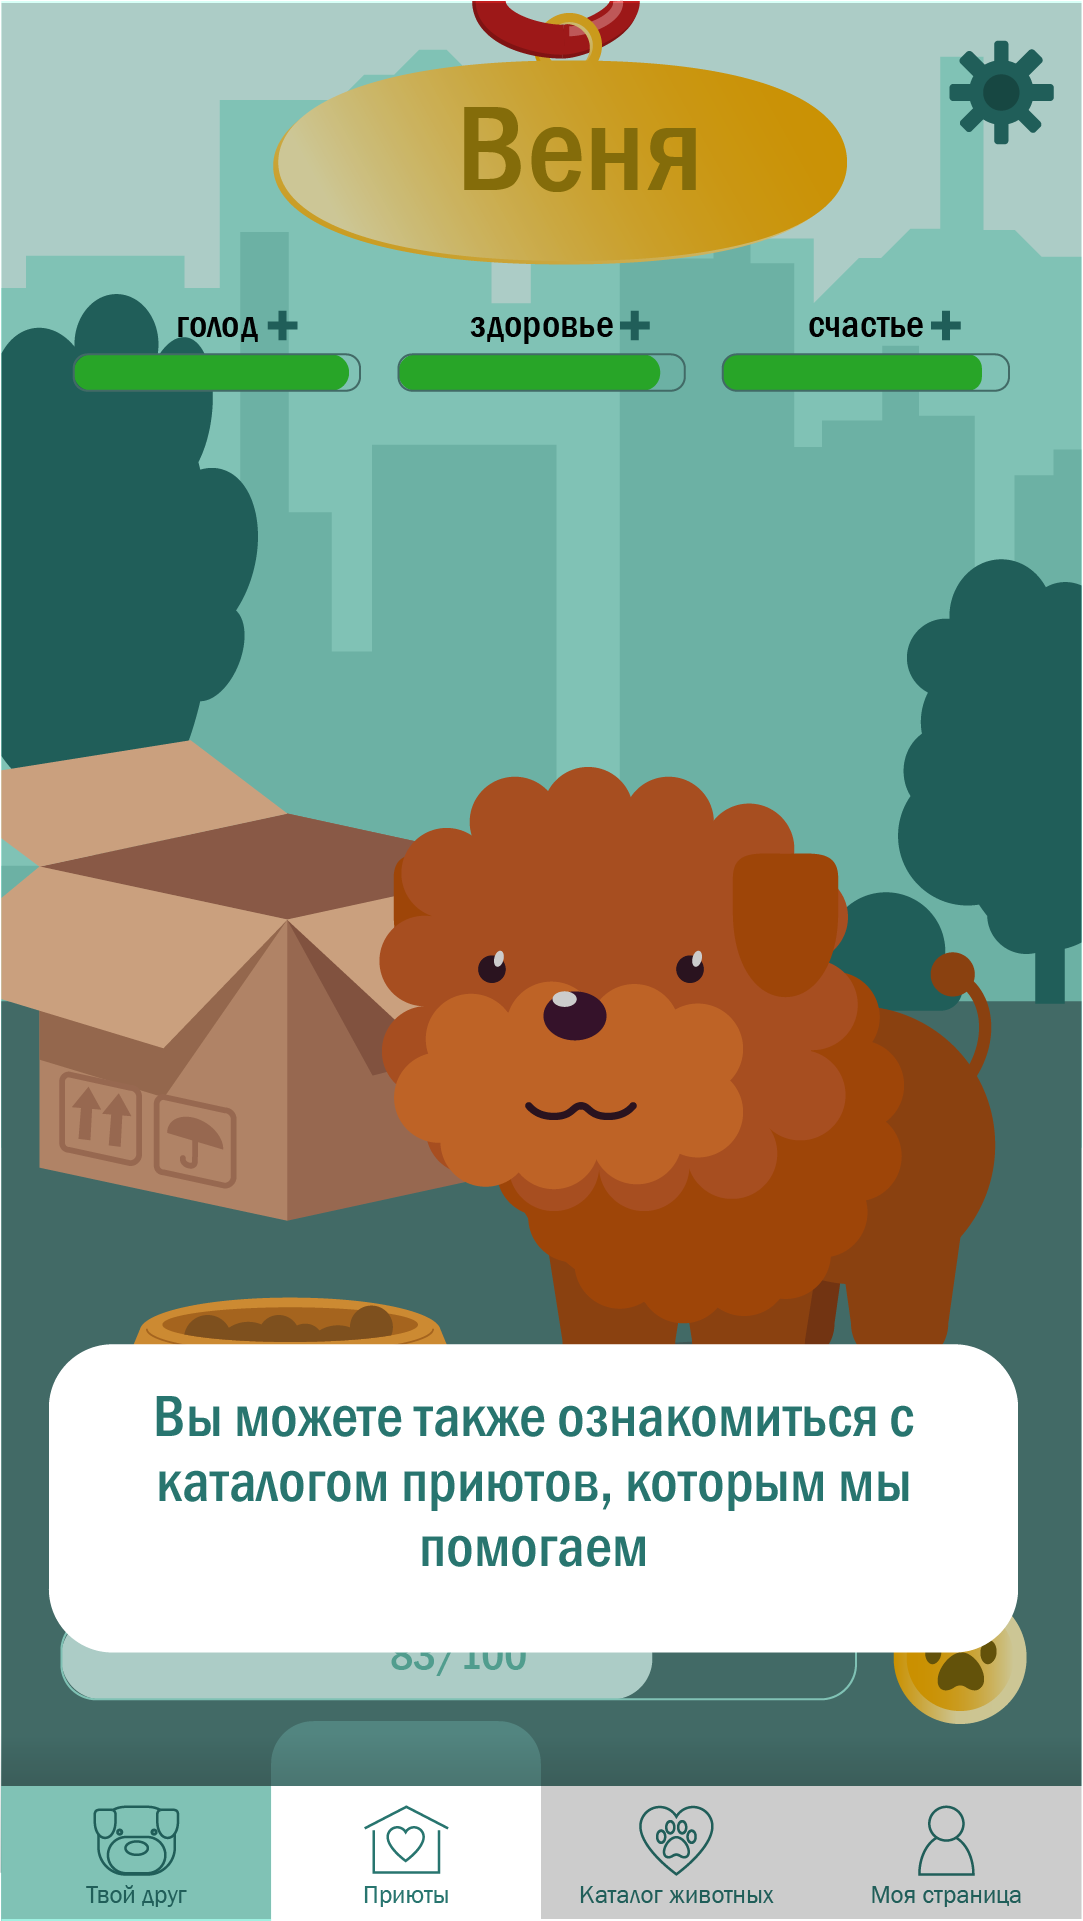 Веня
голод
здоровье
счастье
Вы можете также ознакомиться с
каталогом приютов, которым мы
помогаем
83/100
Твой друг
Приюты
Каталог животных
Моя страница